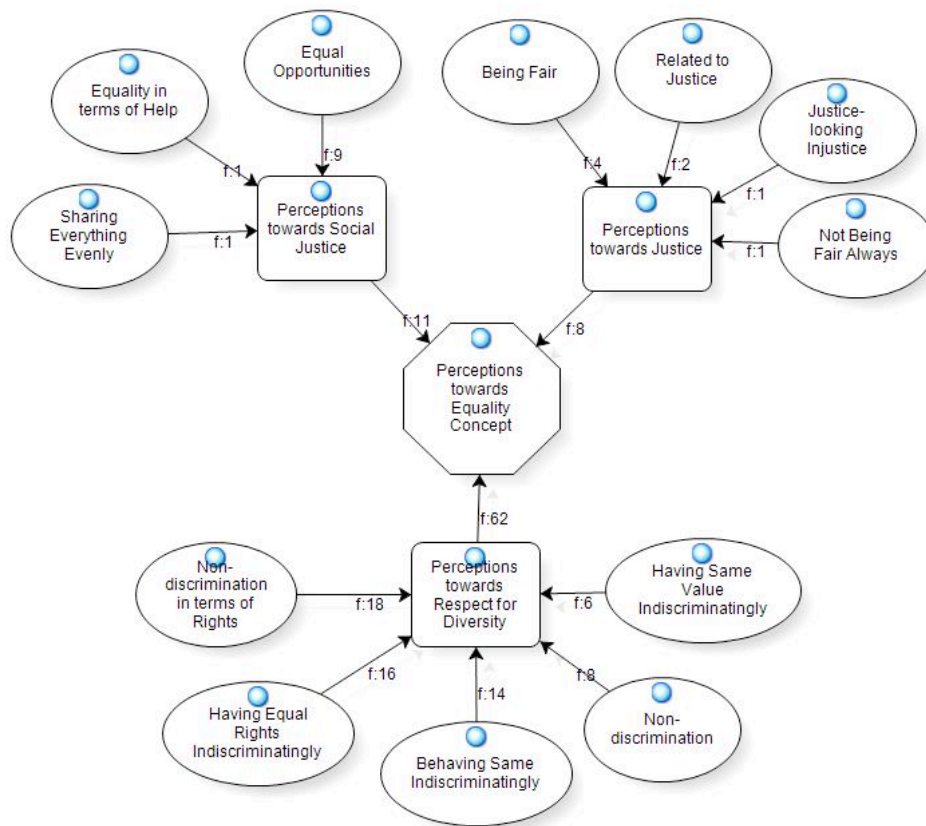 Equality in
terms of Help
Equal
Opportunities
Being Fair
Related to
Justice
Justice-
looking
Injustice
Sharing
Everything
Evenly
Not Being
Fair Always
f:1
f:9
f:1
f:4
f:2
f:1
f:1
Perceptions
towards Social
Justice
Perceptions
towards Justice
f:11
f:8
Perceptions
towards
Equality
Concept
f:62
Perceptions
towards
Respect for
Diversity
Non-
discrimination
in terms of
Rights
f:18
Having Same
Value
Indiscriminatingly
f:6
f:16
f:14
f:8
Having Equal
Rights
Indiscriminatingly
Behaving Same
Indiscriminatingly
Non-
discrimination